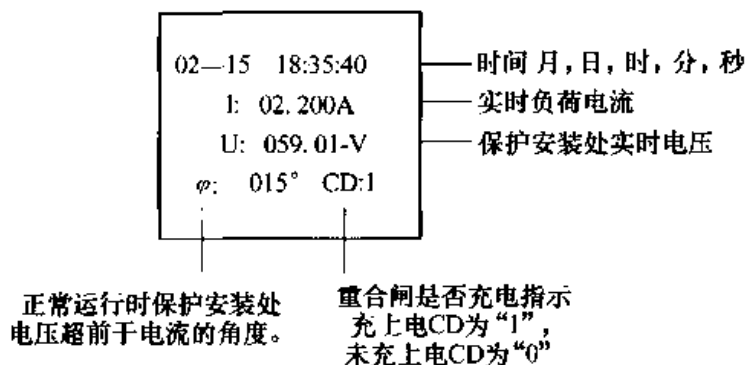 02—15 18:35:40
I: 02.200A
U: 059.01-V
φ: 015° CD:1
时间 月，日，时，分，秒
实时负荷电流
保护安装处实时电压
正常运行时保护安装处
电压超前于电流的角度。
重合闸是否充电指示
充上电CD为“1”，
未充上电CD为“0”